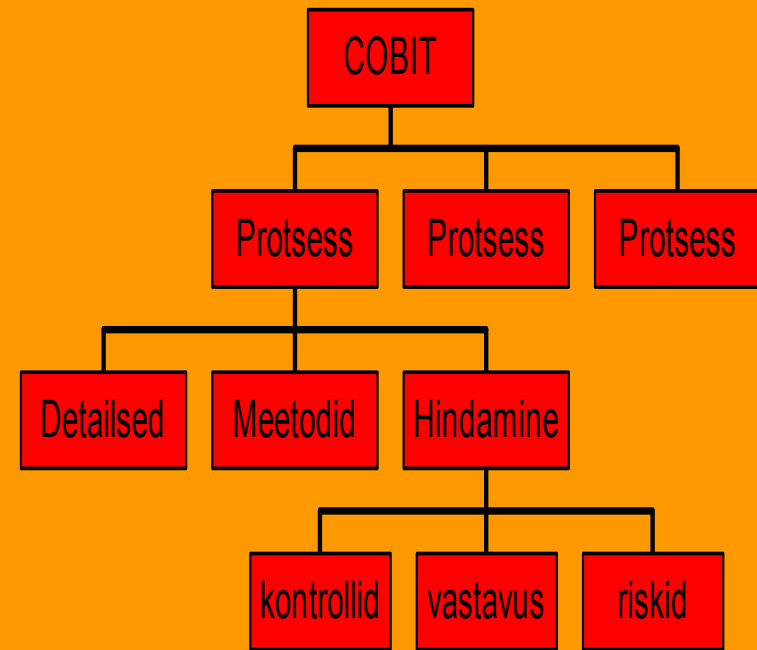 COBIT
Protsess Protsess Protsess
Detailsed Meetodid Hindamine
kontrollid vastavus riskid